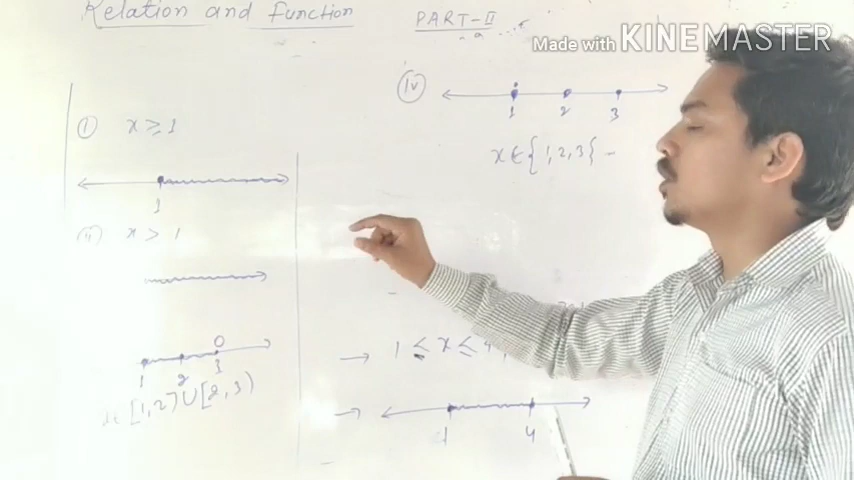 Relation and Function PART-II
Made with KINEMASTER
(i) x ≥ 1
1
(ii) x > 1
0
1 2 3
[1,2) ∪ [2,3)
(iv)
1 2 3
x ∈ {1,2,3}
→ 1 ≤ x ≤ 4
→
1 4